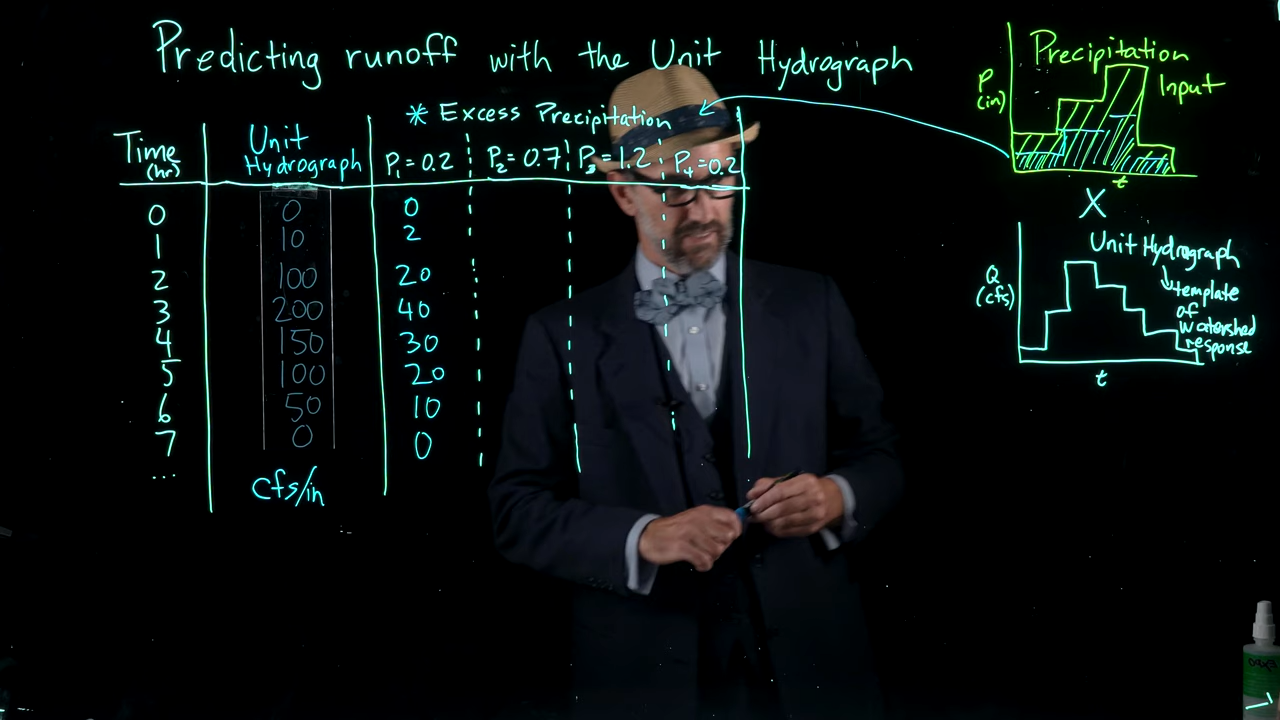 Predicting runoff with the Unit Hydrograph
* Excess Precipitation
Time (hr) Unit Hydrograph P₁=0.2 P₂=0.7 P₃=1.2 P₄=0.2
0 0 0
1 10 2
2 100 20
3 200 40
4 150 30
5 100 20
6 50 10
7 0 0
...
cfs/in
Precipitation
Input
P
(in)
t
X
Unit Hydrograph
Q
(cfs)
template
of
watershed
response
t